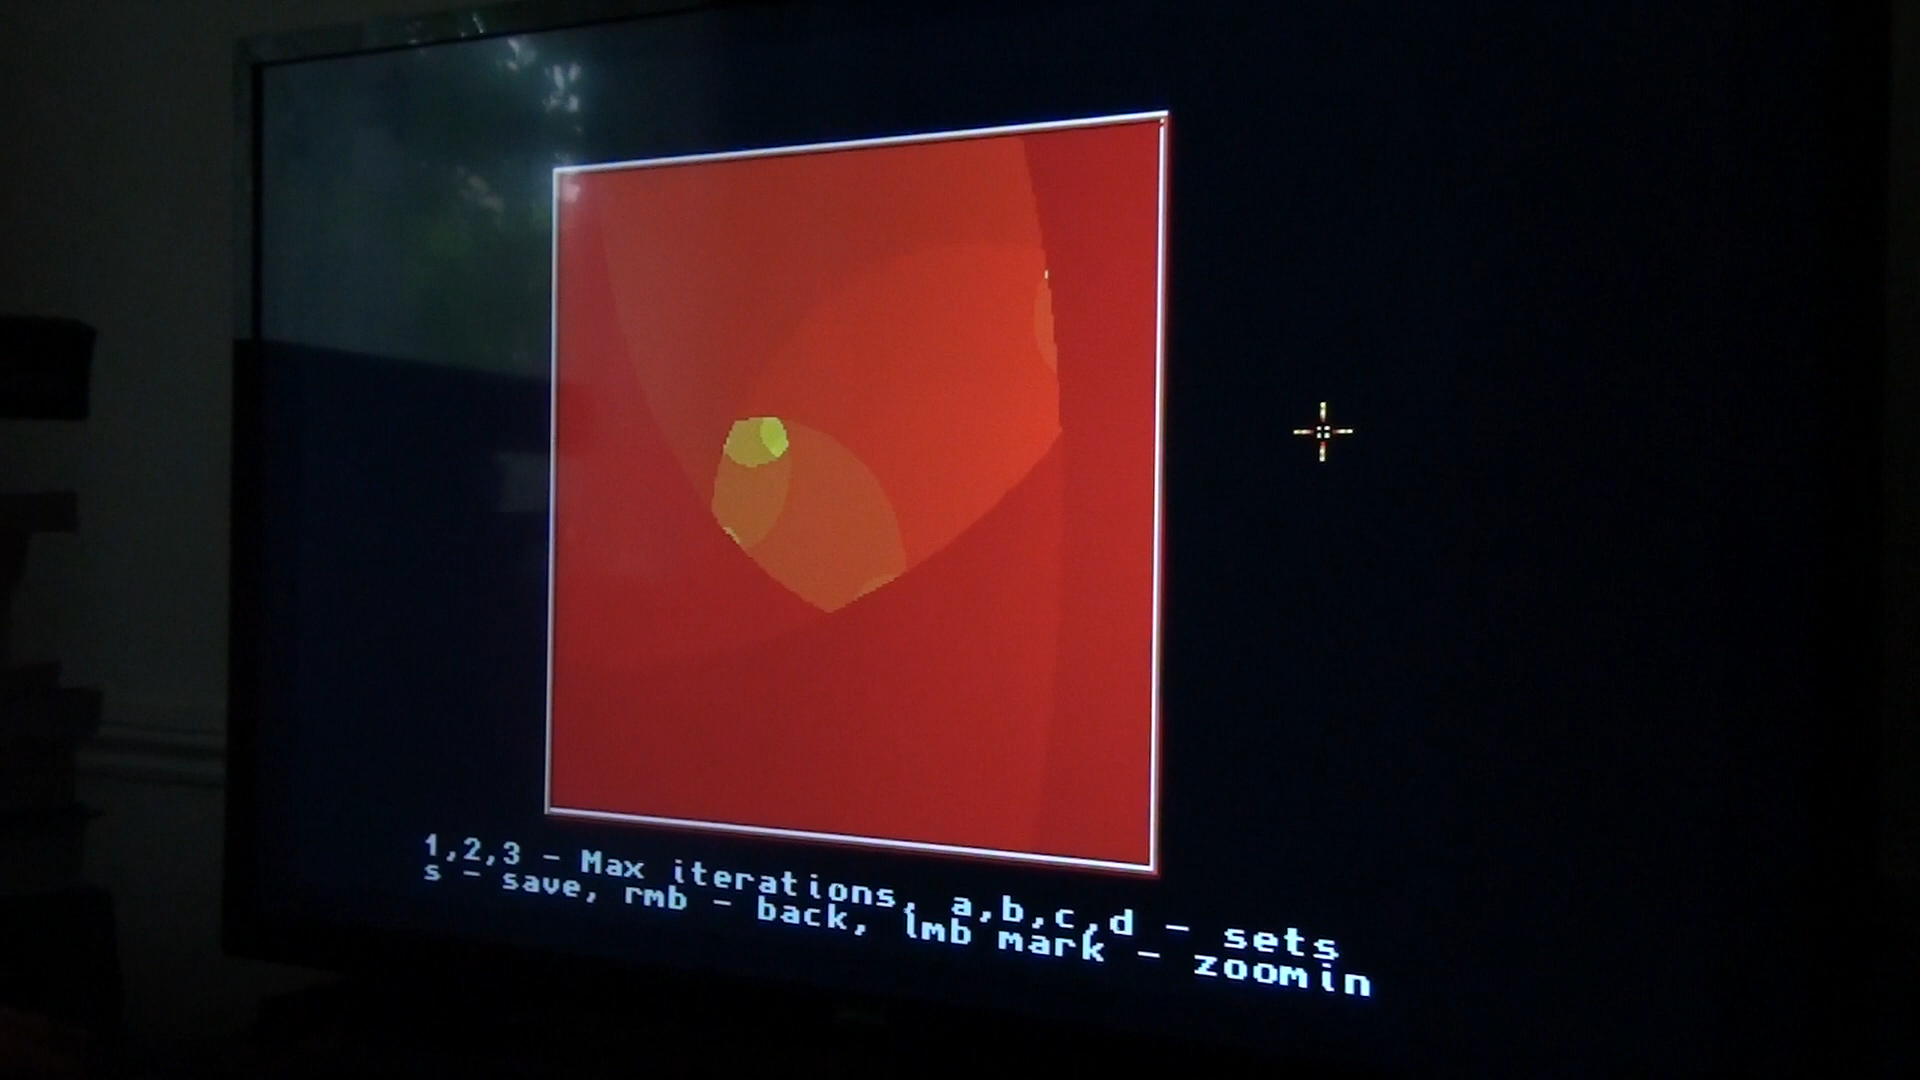 1,2,3 - Max iterations, a,b,c,d - sets
s - save, rmb - back, lmb mark - zoomin